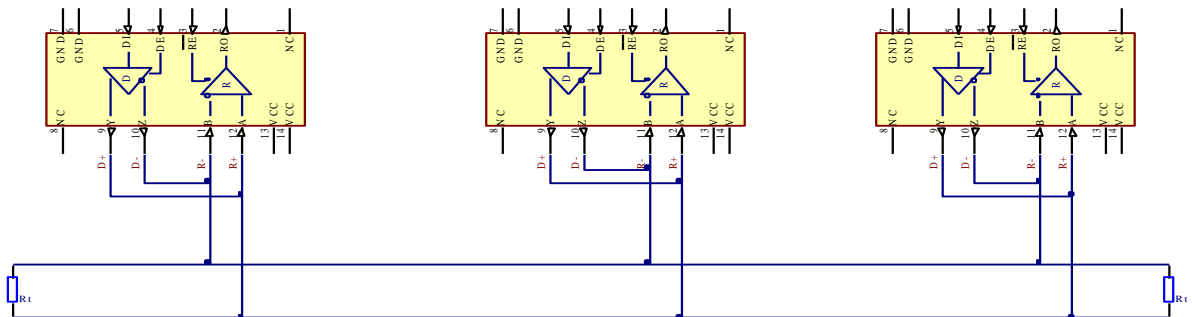 7 6 5 4 3 2 1
GND GND DI DE RE RO NC
D R
NC Y Z B A VCC VCC
8 9 10 11 12 13 14
D+ D- R- R+
7 6 5 4 3 2 1
GND GND DI DE RE RO NC
D R
NC Y Z B A VCC VCC
8 9 10 11 12 13 14
D+ D- R- R+
7 6 5 4 3 2 1
GND GND DI DE RE RO NC
D R
NC Y Z B A VCC VCC
8 9 10 11 12 13 14
D+ D- R- R+
Rt
Rt